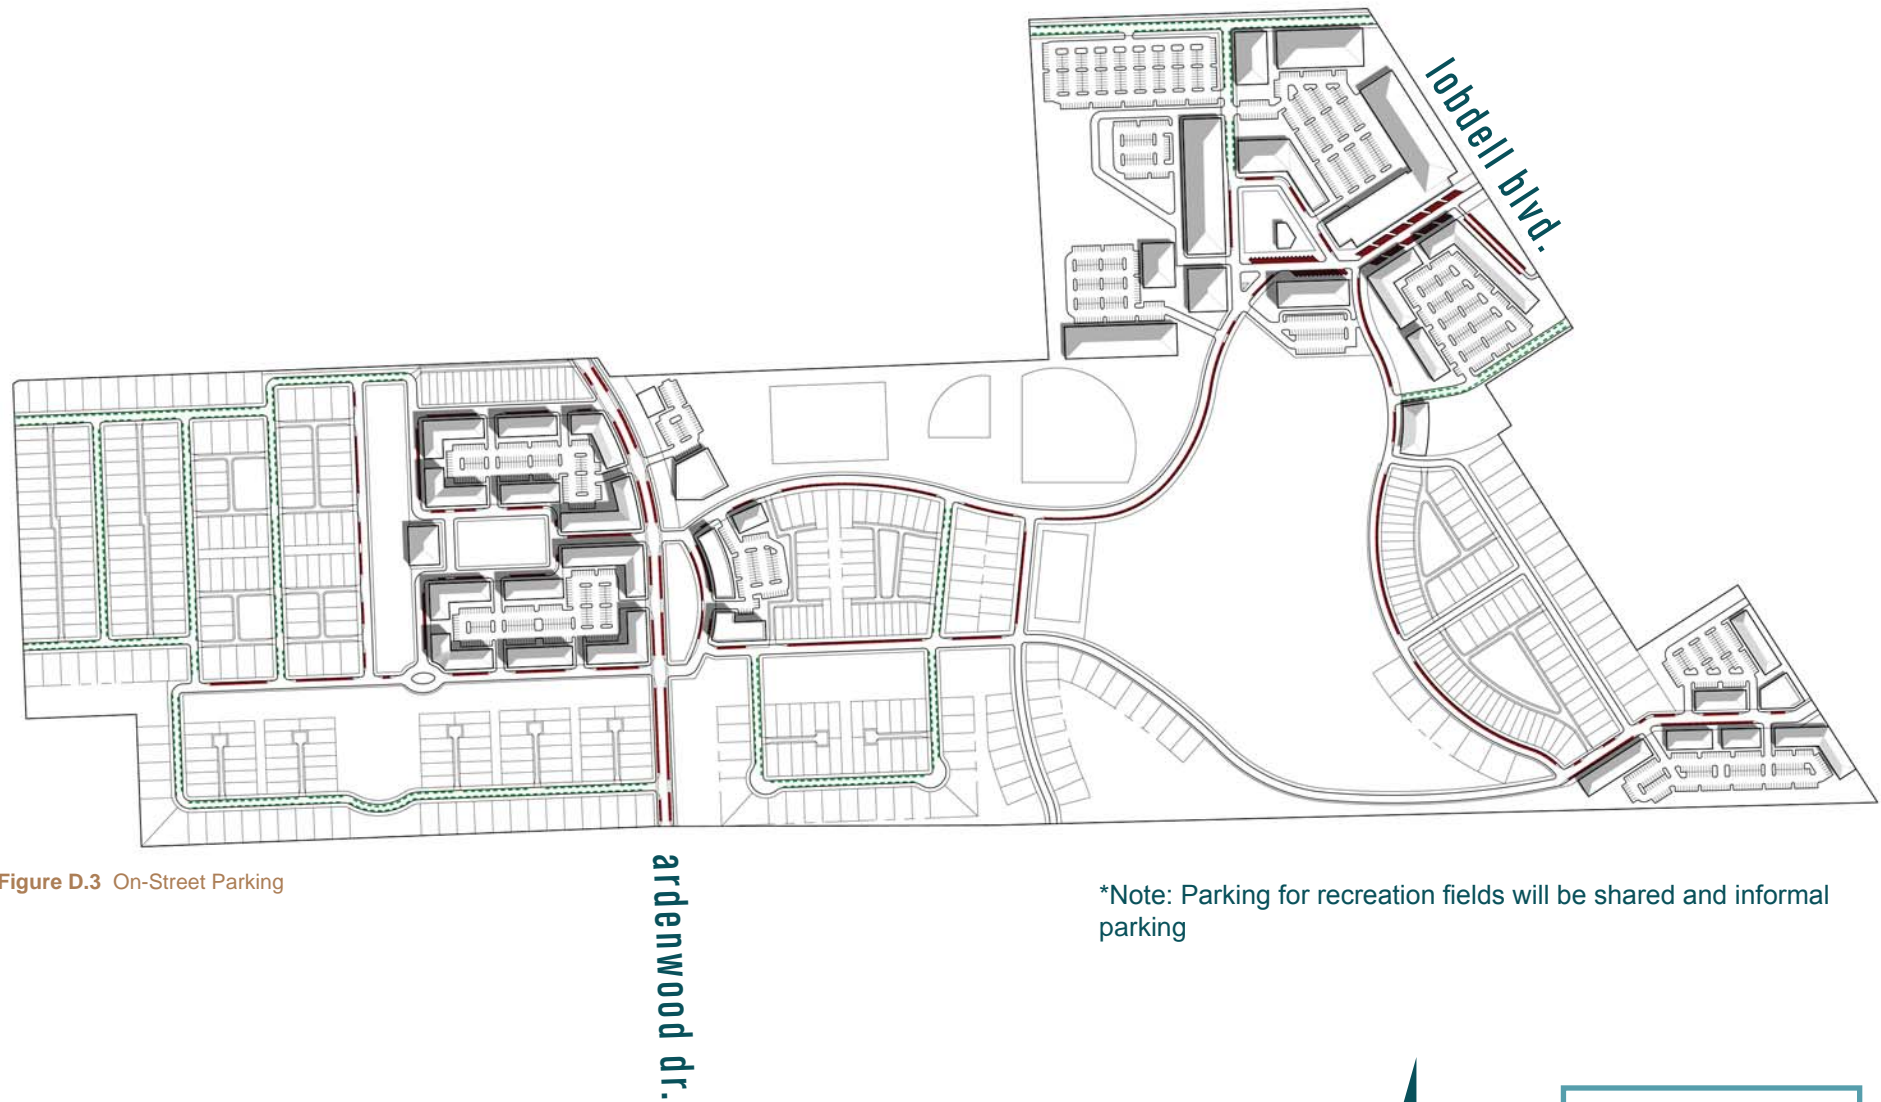 lobdell blvd.
Figure D.3 On-Street Parking
ardenwood dr.
*Note: Parking for recreation fields will be shared and informal
parking